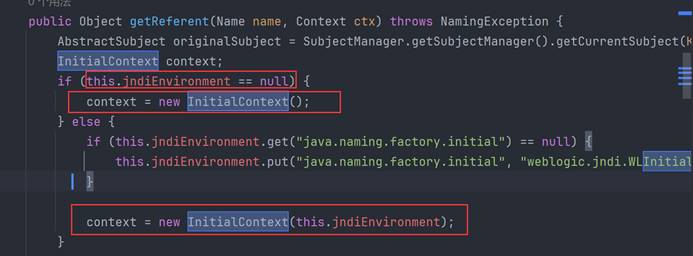 0 个用法
public Object getReferent(Name name, Context ctx) throws NamingException {
AbstractSubject originalSubject = SubjectManager.getSubjectManager().getCurrentSubject(
InitialContext context;
if (this.jndiEnvironment == null) {
context = new InitialContext();
} else {
if (this.jndiEnvironment.get("java.naming.factory.initial") == null) {
this.jndiEnvironment.put("java.naming.factory.initial", "weblogic.jndi.WLInitial
}
context = new InitialContext(this.jndiEnvironment);
}